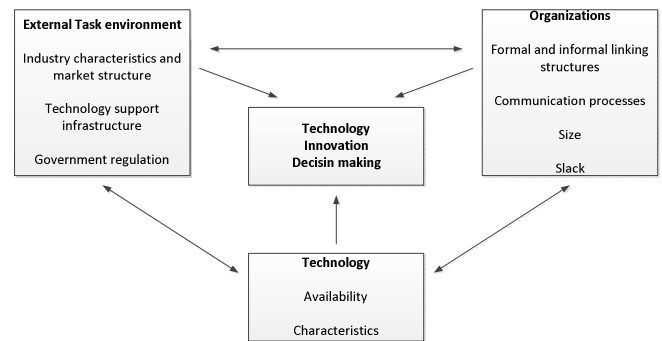 External Task environment
Industry characteristics and
market structure
Technology support
infrastructure
Government regulation
Organizations
Formal and informal linking
structures
Communication processes
Size
Slack
Technology
Innovation
Decisin making
Technology
Availability
Characteristics